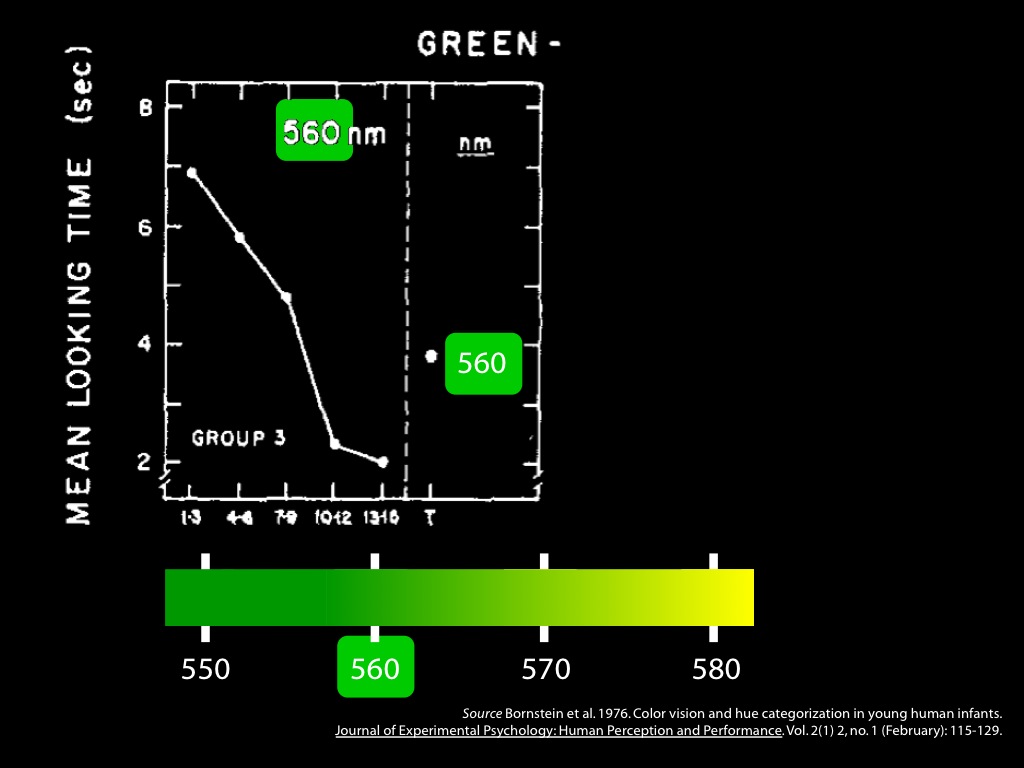 GREEN -
MEAN LOOKING TIME (sec)
8
6
4
2
560 nm
nm
560
GROUP 3
1-3 4-6 7-9 10-12 13-15 T
550 560 570 580
Source Bornstein et al. 1976. Color vision and hue categorization in young human infants.
Journal of Experimental Psychology: Human Perception and Performance. Vol. 2(1) 2, no. 1 (February): 115-129.